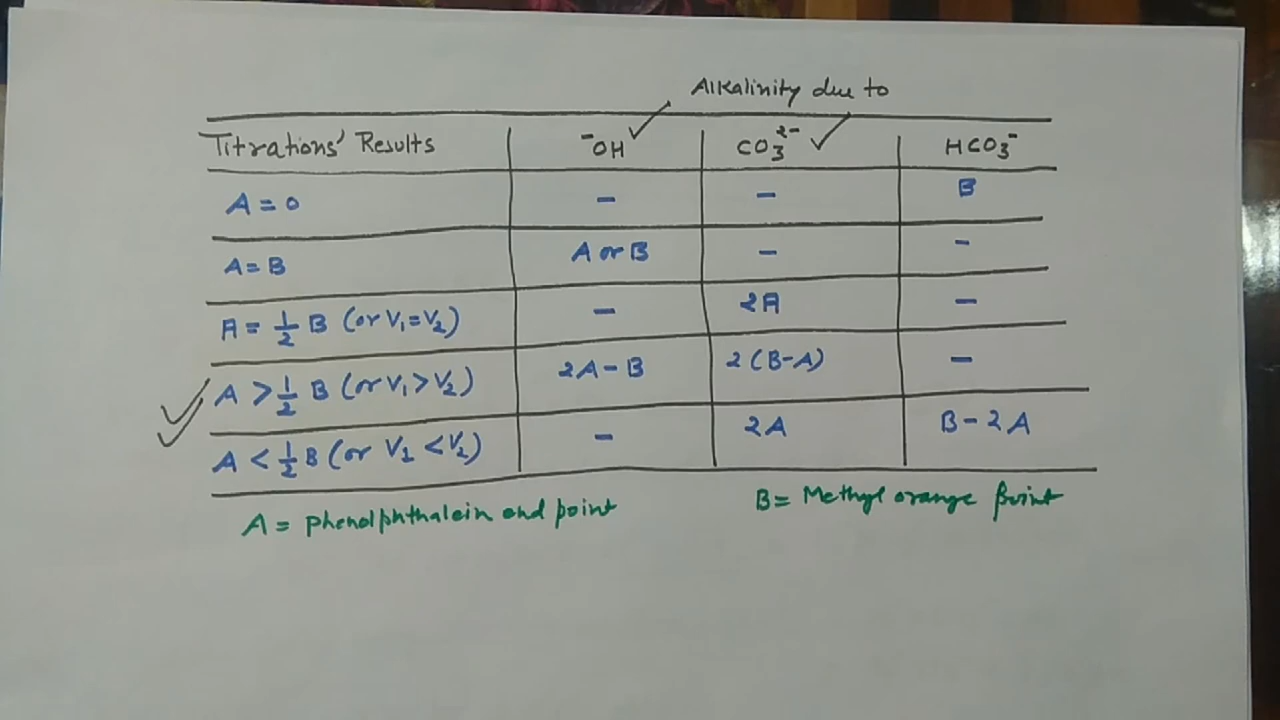 Alkalinity due to
Titrations' Results ⁻OH CO₃²⁻ HCO₃⁻
A = 0 - - B
A = B A or B - -
A = ½ B (or V₁=V₂) - 2A -
A > ½ B (or V₁>V₂) 2A-B 2(B-A) -
A < ½ B (or V₁ <V₂) - 2A B-2A
A = phenolphthalein end point B= Methyl orange point